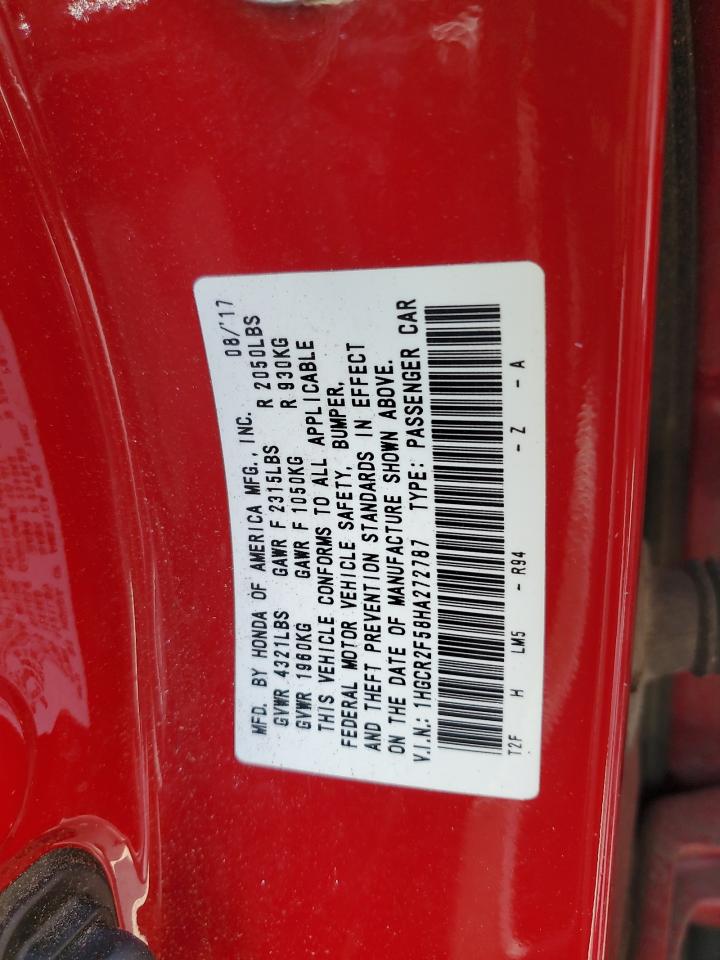 MFD. BY HONDA OF AMERICA MFG., INC. 08/'17
GVWR 4321LBS GAWR F 2315LBS R 2050LBS
GVWR 1960KG GAWR F 1050KG R 930KG
THIS VEHICLE CONFORMS TO ALL APPLICABLE
FEDERAL MOTOR VEHICLE SAFETY, BUMPER,
AND THEFT PREVENTION STANDARDS IN EFFECT
ON THE DATE OF MANUFACTURE SHOWN ABOVE.
V.I.N.: 1HGCR2F58HA272787 TYPE: PASSENGER CAR
T2F H LM5 - R94 - Z - A